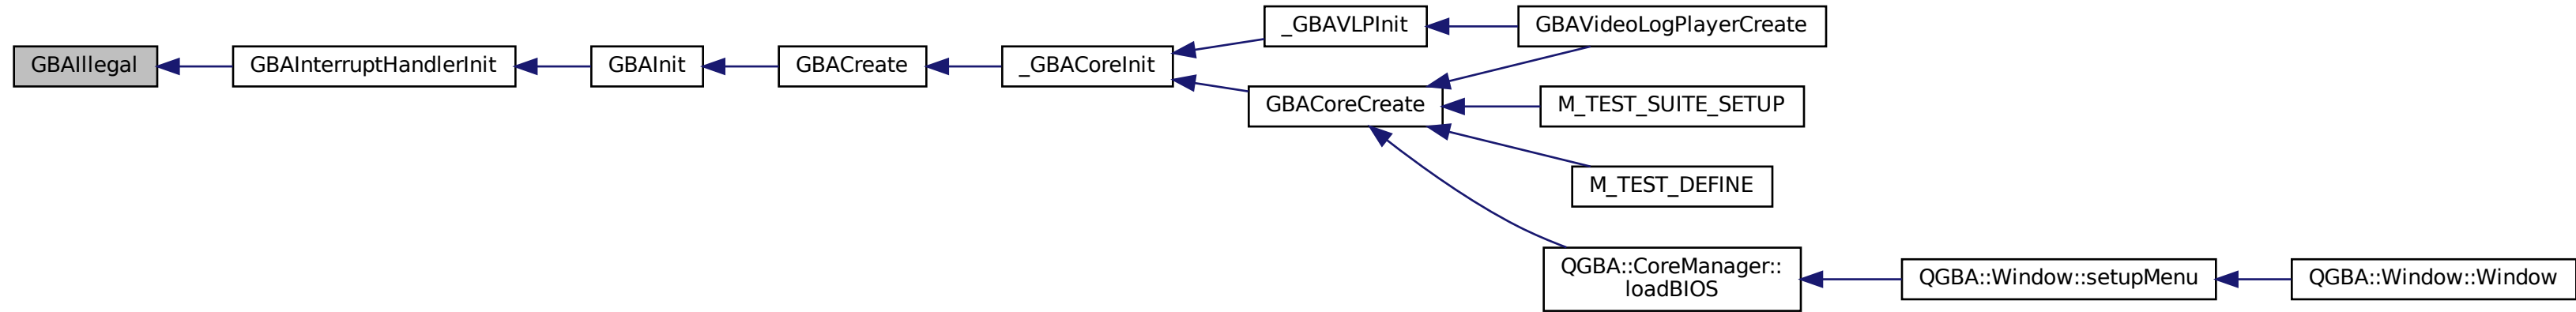 GBAIllegal
GBAInterruptHandlerInit
GBAInit
GBACreate
_GBACoreInit
_GBAVLPInit
GBAVideoLogPlayerCreate
GBACoreCreate
M_TEST_SUITE_SETUP
M_TEST_DEFINE
QGBA::CoreManager::
loadBIOS
QGBA::Window::setupMenu
QGBA::Window::Window